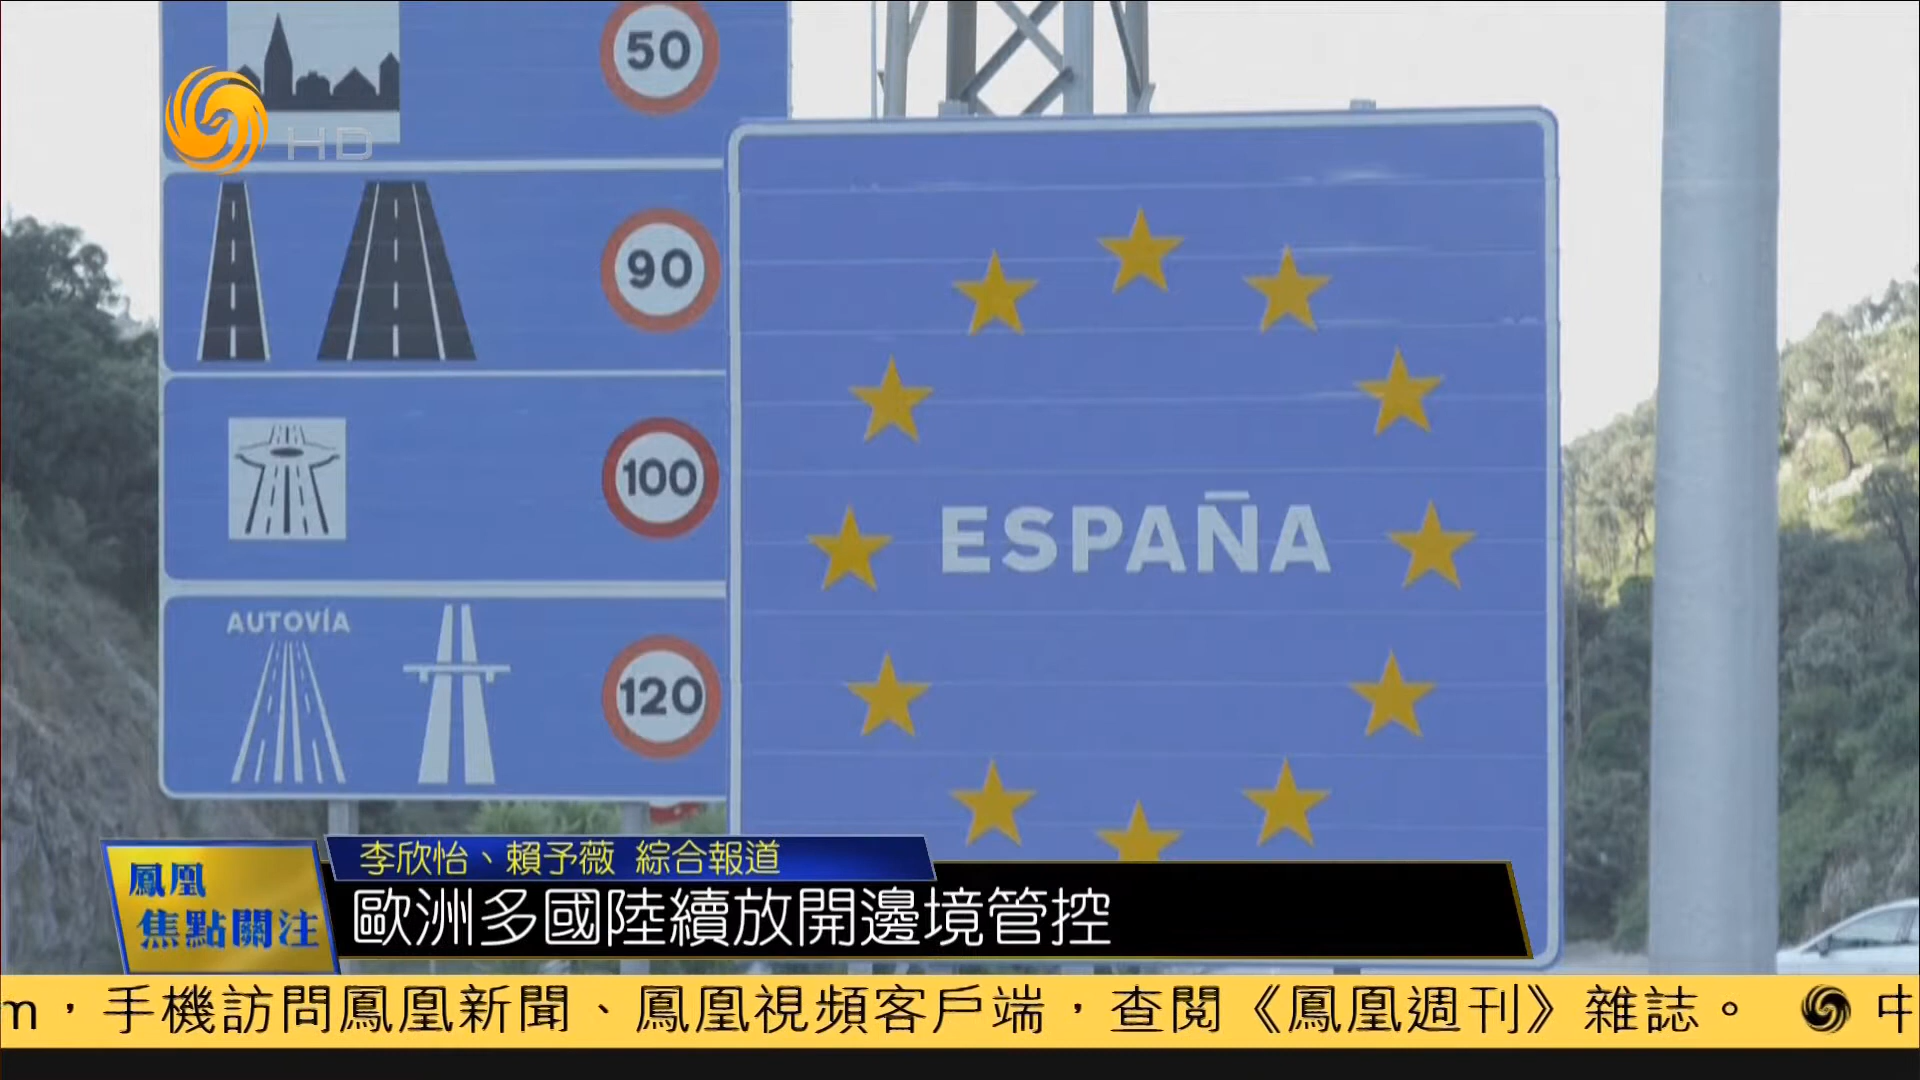 50
HD
90
100
AUTOVÍA
120
ESPAÑA
李欣怡、賴予薇 綜合報道
鳳凰
焦點關注
歐洲多國陸續放開邊境管控
m，手機訪問鳳凰新聞、鳳凰視頻客戶端，查閱《鳳凰週刊》雜誌。 中